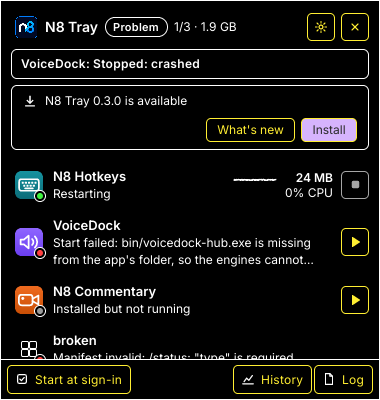 n8 N8 Tray Problem 1/3 · 1.9 GB
VoiceDock: Stopped: crashed
N8 Tray 0.3.0 is available
What's new Install
N8 Hotkeys 24 MB
Restarting 0% CPU
VoiceDock
Start failed: bin/voicedock-hub.exe is missing
from the app's folder, so the engines cannot...
N8 Commentary
Installed but not running
broken
Manifest invalid: /status: "type" is required
Start at sign-in History Log